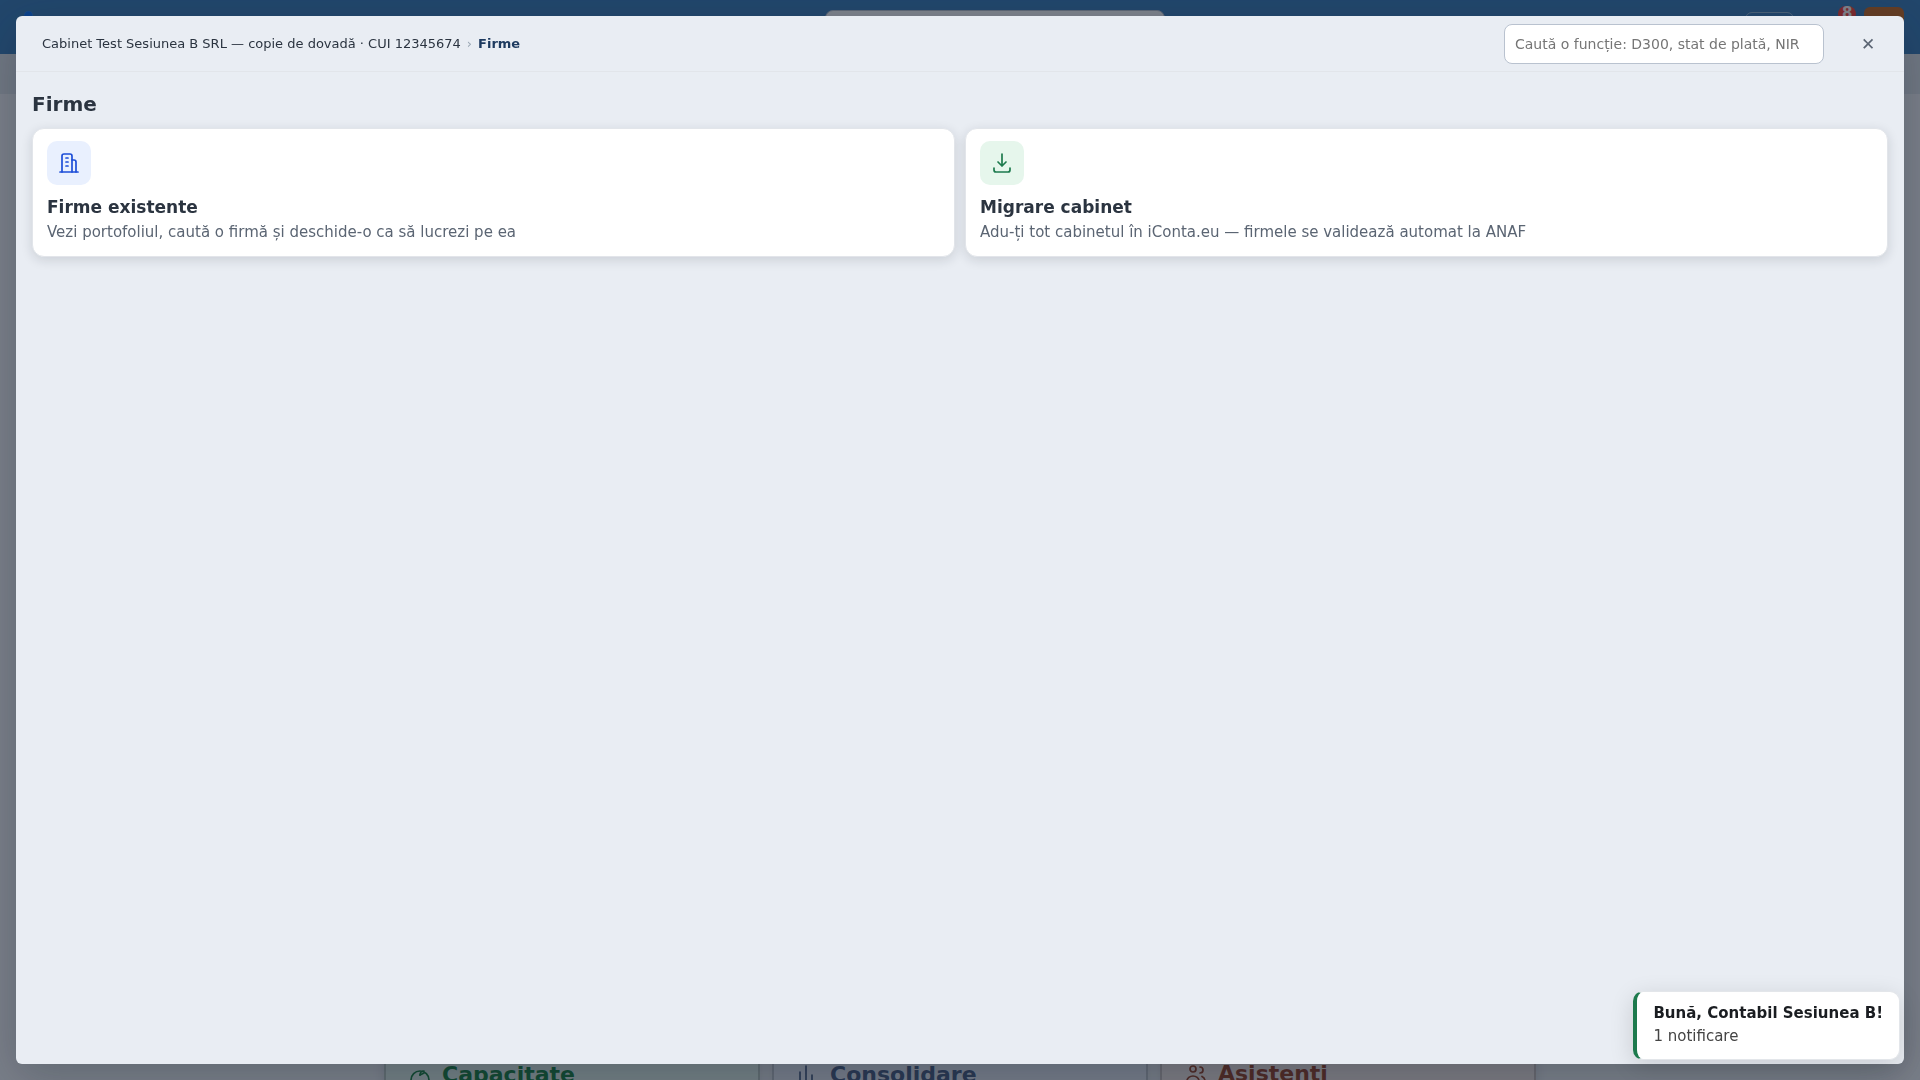 8
Cabinet Test Sesiunea B SRL — copie de dovadă · CUI 12345674 › Firme
Caută o funcție: D300, stat de plată, NIR
✕
Firme
Firme existente
Vezi portofoliul, caută o firmă și deschide-o ca să lucrezi pe ea
Migrare cabinet
Adu-ți tot cabinetul în iConta.eu — firmele se validează automat la ANAF
Bună, Contabil Sesiunea B!
1 notificare
Capacitate
Consolidare
Asistenți